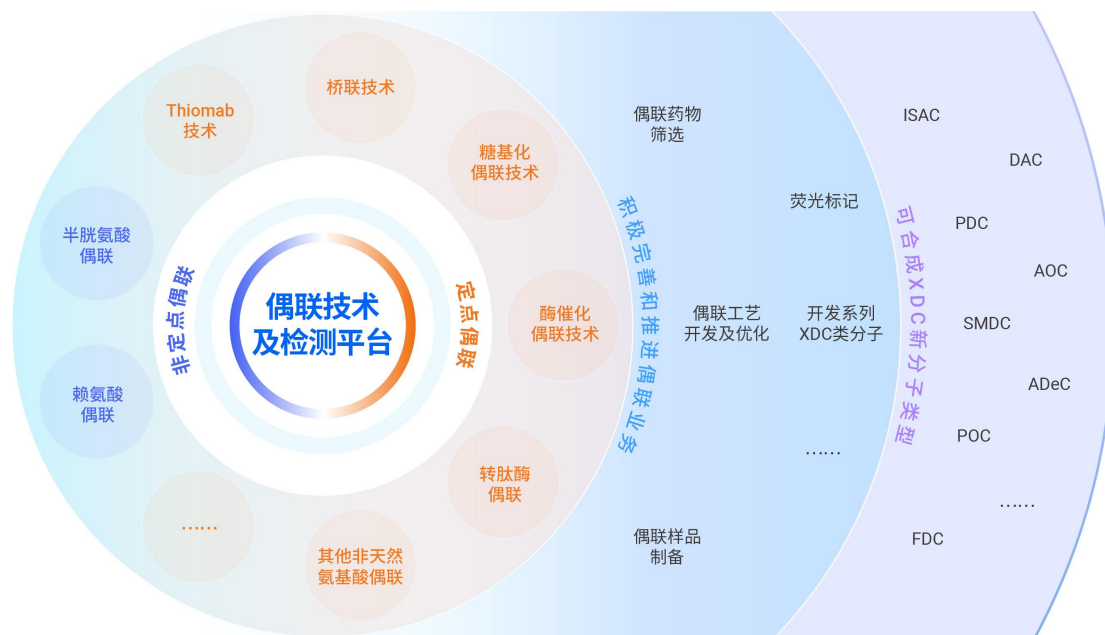 偶联技术
及检测平台
非定点偶联
定点偶联
Thiomab
技术
桥联技术
糖基化
偶联技术
酶催化
偶联技术
转肽酶
偶联
其他非天然
氨基酸偶联
……
赖氨酸
偶联
半胱氨酸
偶联
积极完善和推进偶联业务
偶联药物
筛选
荧光标记
偶联工艺
开发及优化
开发系列
XDC类分子
……
偶联样品
制备
可合成XDC新分子类型
ISAC
DAC
PDC
AOC
SMDC
ADeC
POC
……
FDC